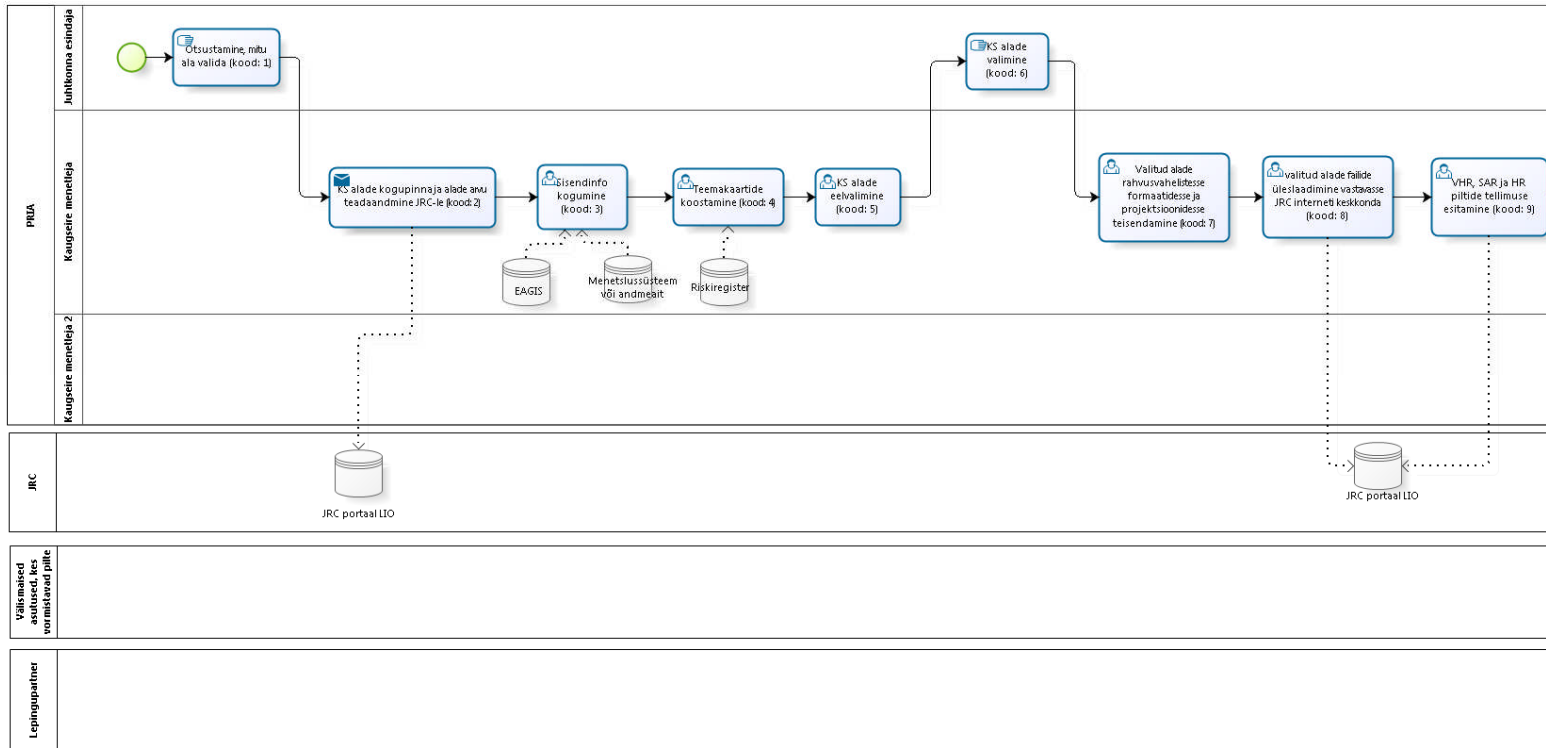 PRIA
Juhtkonna esindaja
Otsustamine, mitu
ala valida (kood: 1)
KS alade
valimine
(kood: 6)
Kaugseire menetleja
KS alade kogupinnaja alade arvu
teadaandmine JRC-le (kood: 2)
Sisendinfo
kogumine
(kood: 3)
Teemakaartide
koostamine (kood: 4)
KS alade
eelvalimine
(kood: 5)
Valitud alade
rahvusvahelistesse
formaatidesse ja
projektsioonidesse
teisendamine (kood: 7)
valitud alade failide
üleslaadimine vastavasse
JRC interneti keskkonda
(kood: 8)
VHR, SAR ja HR
piltide tellimuse
esitamine (kood: 9)
EAGIS
Menetslussüsteem
või andmeait
Riskiregister
Kaugseire menetleja 2
JRC
JRC portaal LIO
JRC portaal LIO
Välismaised
asutused, kes
vormistavad pilte
Lepingupartner